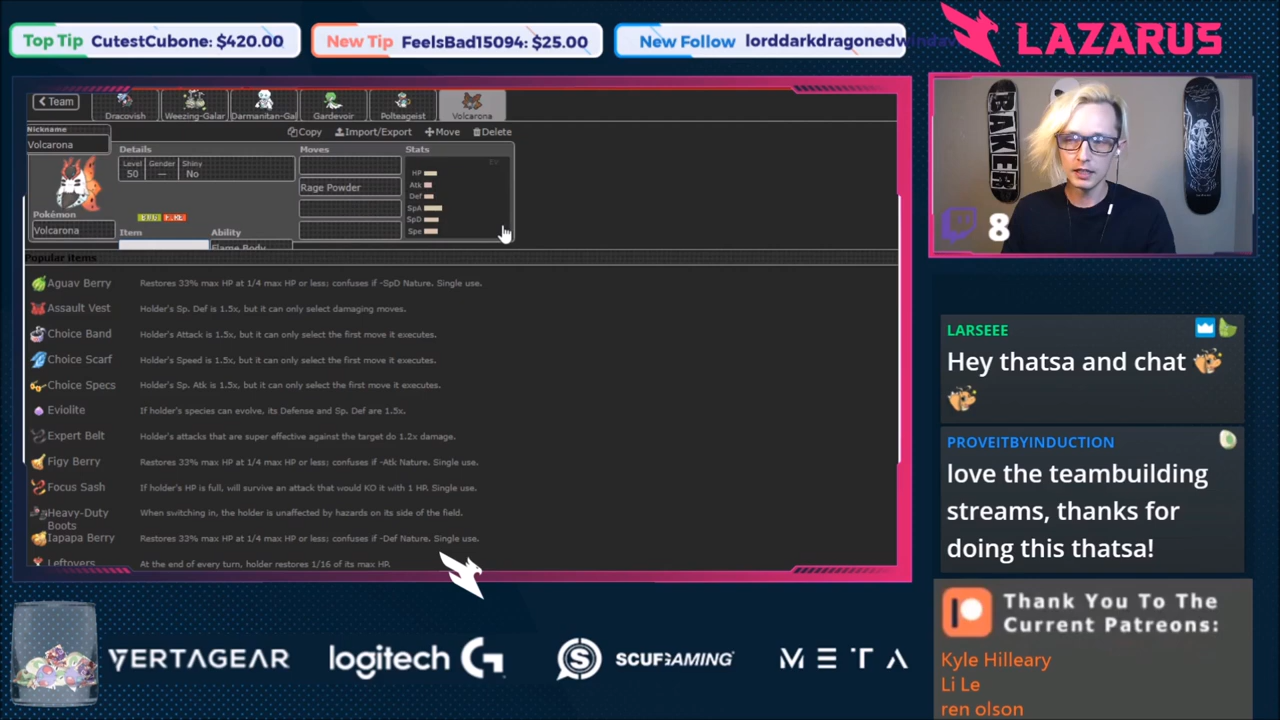 Top Tip CutestCubone: $420.00
New Tip FeelsBad15094: $25.00
New Follow lorddarkdragonedwindav
LAZARUS
Team
Dracovish Weezing-Galar Darmanitan-Gal Gardevoir Polteageist Volcarona
Copy Import/Export Move Delete
Nickname
Volcarona
Details
Level Gender Shiny
50 — No
Moves
Rage Powder
Stats
EV
HP
Atk
Def
SpA
SpD
Spe
Pokémon
Volcarona
BUG FIRE
Item Ability
Flame Body
Popular items
Aguav Berry Restores 33% max HP at 1/4 max HP or less; confuses if -SpD Nature. Single use.
Assault Vest Holder's Sp. Def is 1.5x, but it can only select damaging moves.
Choice Band Holder's Attack is 1.5x, but it can only select the first move it executes.
Choice Scarf Holder's Speed is 1.5x, but it can only select the first move it executes.
Choice Specs Holder's Sp. Atk is 1.5x, but it can only select the first move it executes.
Eviolite If holder's species can evolve, its Defense and Sp. Def are 1.5x.
Expert Belt Holder's attacks that are super effective against the target do 1.2x damage.
Figy Berry Restores 33% max HP at 1/4 max HP or less; confuses if -Atk Nature. Single use.
Focus Sash If holder's HP is full, will survive an attack that would KO it with 1 HP. Single use.
Heavy-Duty Boots When switching in, the holder is unaffected by hazards on its side of the field.
Iapapa Berry Restores 33% max HP at 1/4 max HP or less; confuses if -Def Nature. Single use.
Leftovers At the end of every turn, holder restores 1/16 of its max HP.
BAKER
8
LARSEEE
Hey thatsa and chat
PROVEITBYINDUCTION
love the teambuilding
streams, thanks for
doing this thatsa!
Thank You To The
Current Patreons:
Kyle Hilleary
Li Le
ren olson
VERTAGEAR logitech G SCUF GAMING META